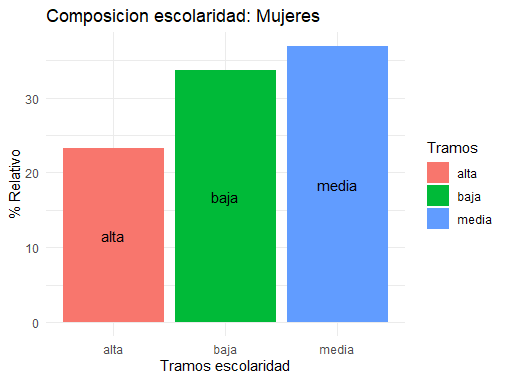 Composicion escolaridad: Mujeres
% Relativo
30
20
10
0
alta
baja
media
alta
baja
media
Tramos escolaridad
Tramos
alta
baja
media